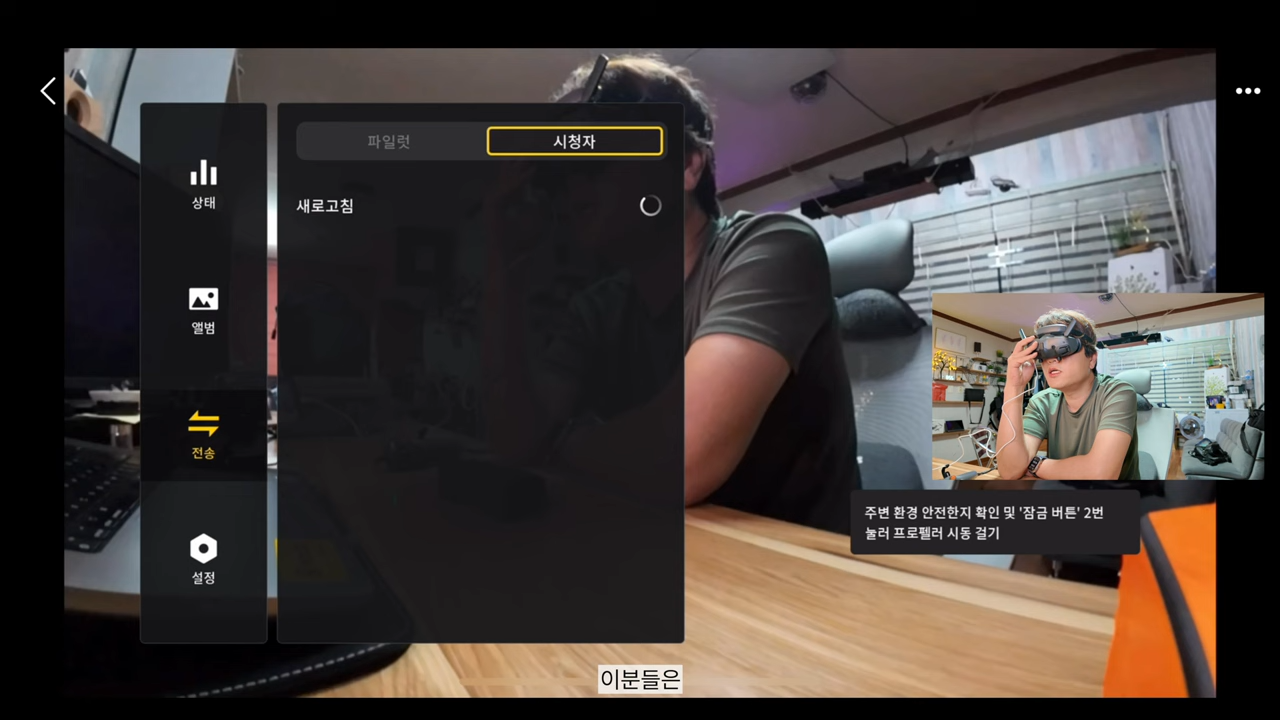 파일럿
시청자
상태
새로고침
앨범
전송
주변 환경 안전한지 확인 및 '잠금 버튼' 2번
눌러 프로펠러 시동 걸기
설정
이분들은